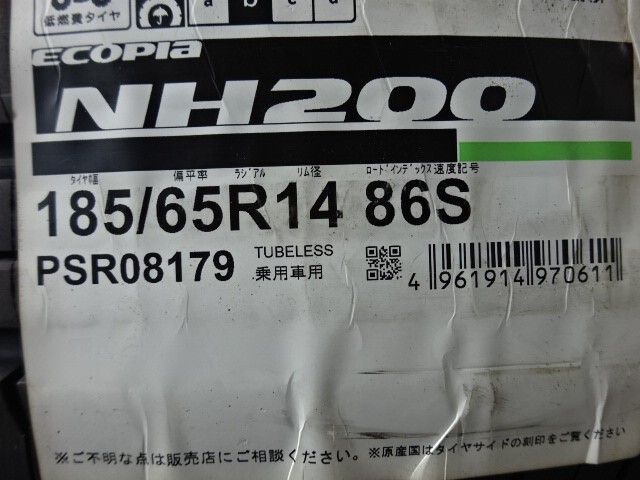 低燃費タイヤ a b c d
ECOPIA
NH200
タイヤ幅 偏平率 ラジアル リム径 ロードインデックス 速度記号
185/65R14 86S
PSR08179 TUBELESS
乗用車用
4 961914 970611
※ご不明な点は販売店にご相談ください。 ※原産国はタイヤサイドの刻印をご覧ください